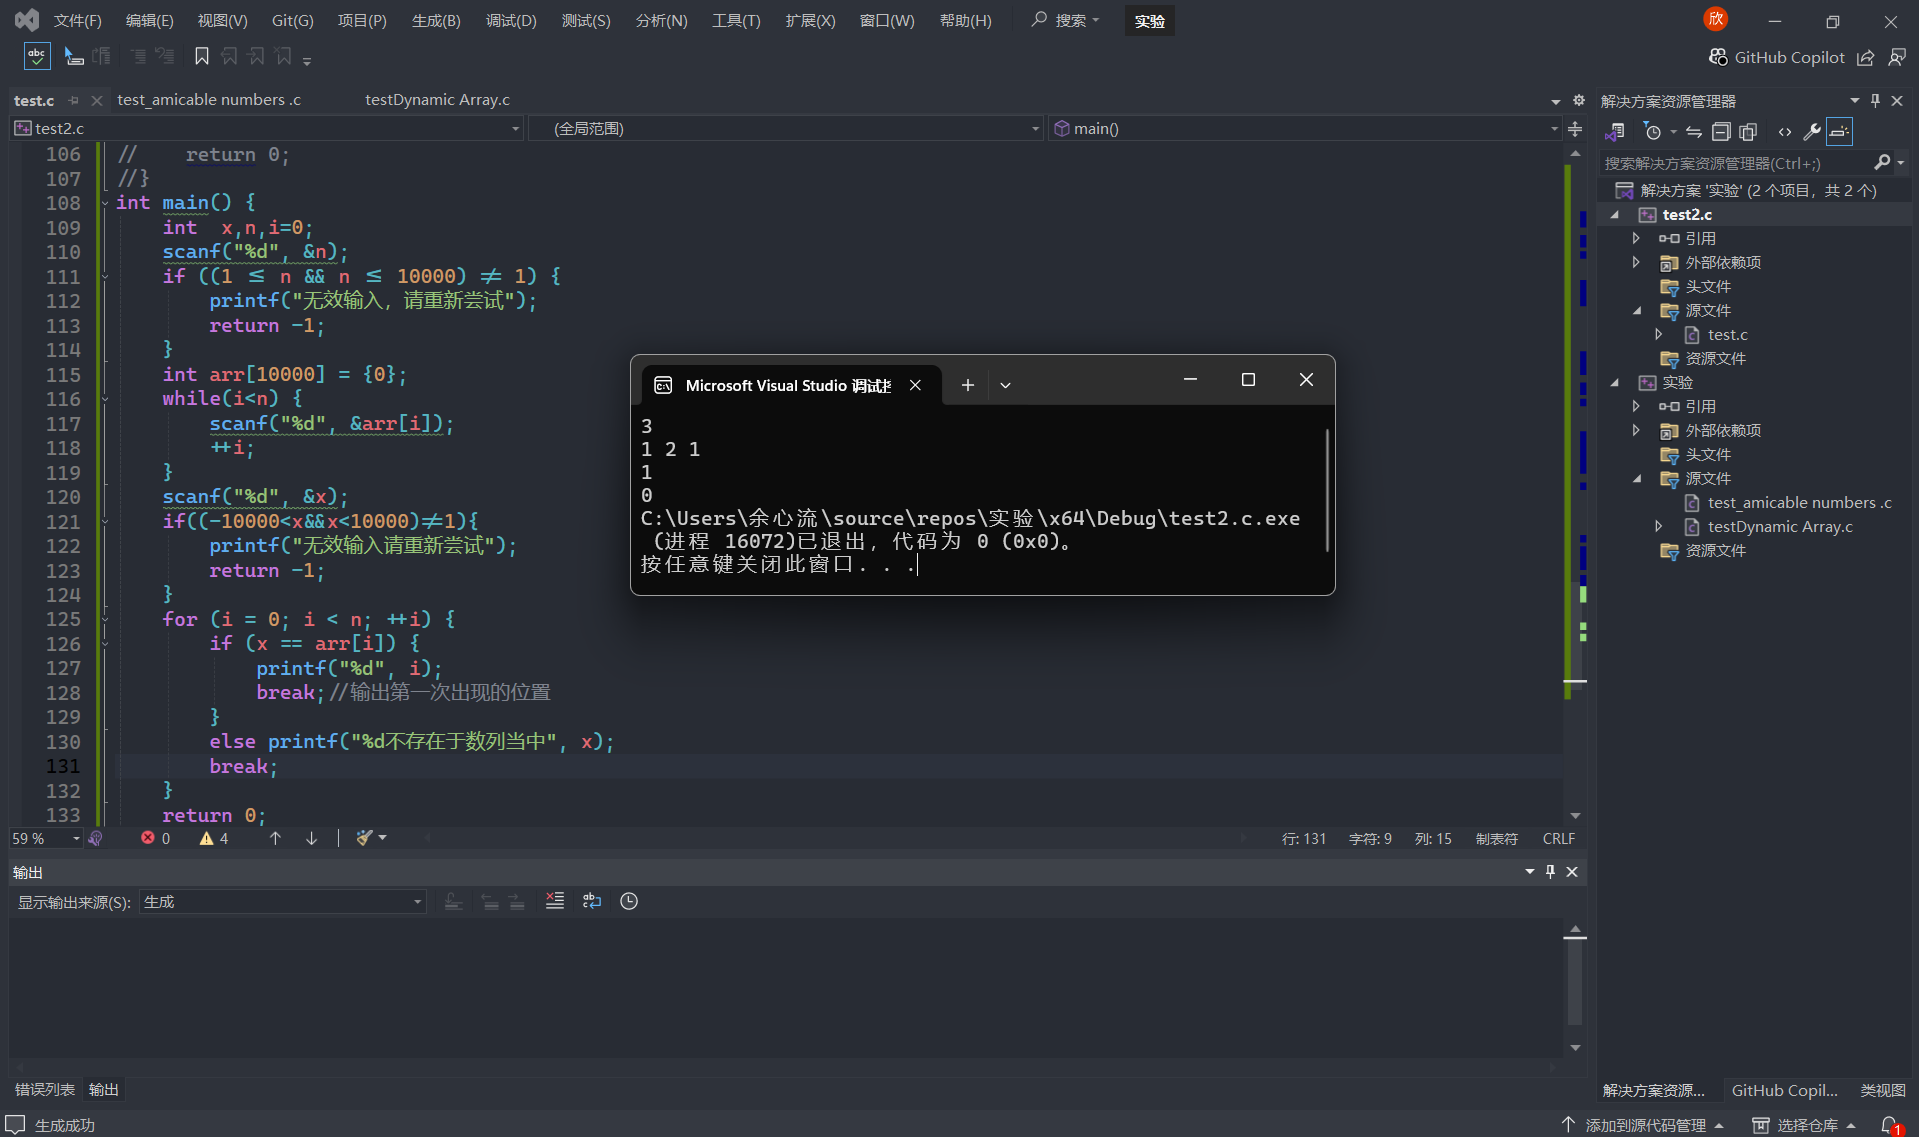 文件(F) 编辑(E) 视图(V) Git(G) 项目(P) 生成(B) 调试(D) 测试(S) 分析(N) 工具(T) 扩展(X) 窗口(W) 帮助(H) 搜索 实验 欣
abc GitHub Copilot
test.c test_amicable numbers .c testDynamic Array.c
test2.c (全局范围) main()
106 // return 0;
107 //}
108 int main() {
109 int x,n,i=0;
110 scanf("%d", &n);
111 if ((1 ≤ n && n ≤ 10000) ≠ 1) {
112 printf("无效输入，请重新尝试");
113 return -1;
114 }
115 int arr[10000] = {0};
116 while(i<n) {
117 scanf("%d", &arr[i]);
118 ++i;
119 }
120 scanf("%d", &x);
121 if((-10000<x&&x<10000)≠1){
122 printf("无效输入请重新尝试");
123 return -1;
124 }
125 for (i = 0; i < n; ++i) {
126 if (x == arr[i]) {
127 printf("%d", i);
128 break;//输出第一次出现的位置
129 }
130 else printf("%d不存在于数列当中", x);
131 break;
132 }
133 return 0;
Microsoft Visual Studio 调试
3
1 2 1
1
0
C:\Users\余心流\source\repos\实验\x64\Debug\test2.c.exe
(进程 16072)已退出，代码为 0 (0x0)。
按任意键关闭此窗口. . .
59 % 0 4 行: 131 字符: 9 列: 15 制表符 CRLF
输出
显示输出来源(S): 生成
错误列表 输出
生成成功
解决方案资源管理器
搜索解决方案资源管理器(Ctrl+;)
解决方案 '实验' (2 个项目，共 2 个)
test2.c
引用
外部依赖项
头文件
源文件
test.c
资源文件
实验
引用
外部依赖项
头文件
源文件
test_amicable numbers .c
testDynamic Array.c
资源文件
解决方案资源... GitHub Copil... 类视图
添加到源代码管理 选择仓库 1